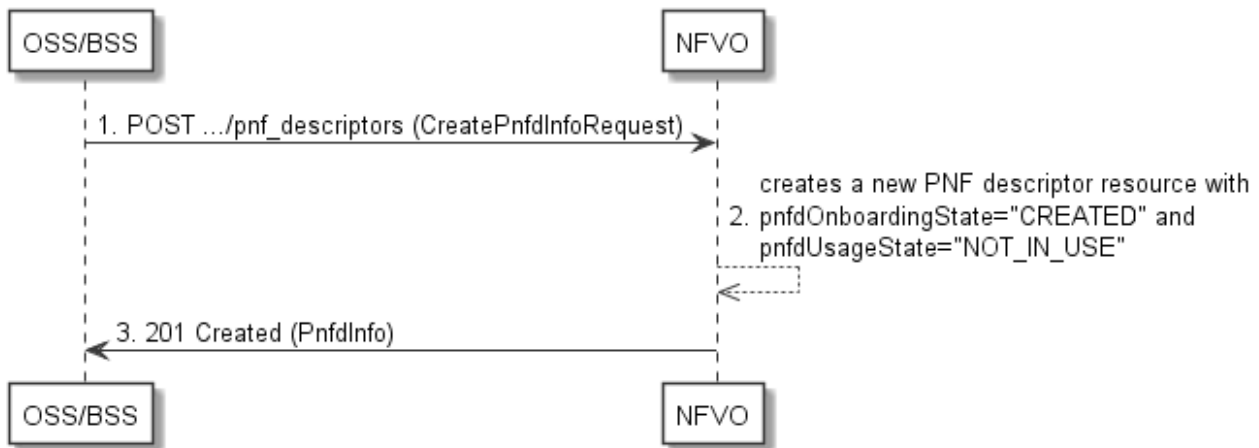 OSS/BSS
NFVO
1. POST .../pnf_descriptors (CreatePnfdInfoRequest)
creates a new PNF descriptor resource with
2. pnfdOnboardingState="CREATED" and
pnfdUsageState="NOT_IN_USE"
3. 201 Created (PnfdInfo)
OSS/BSS
NFVO